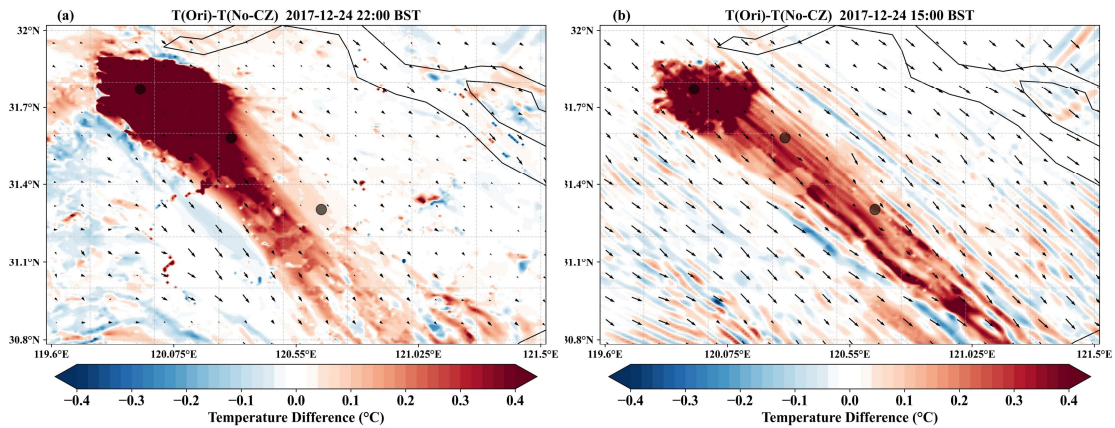 (a) T(Ori)-T(No-CZ) 2017-12-24 22:00 BST
32°N
31.7°N
31.4°N
31.1°N
30.8°N
119.6°E 120.075°E 120.55°E 121.025°E 121.5°E
−0.4 −0.3 −0.2 −0.1 0.0 0.1 0.2 0.3 0.4
Temperature Difference (°C)
(b) T(Ori)-T(No-CZ) 2017-12-24 15:00 BST
32°N
31.7°N
31.4°N
31.1°N
30.8°N
119.6°E 120.075°E 120.55°E 121.025°E 121.5°E
−0.4 −0.3 −0.2 −0.1 0.0 0.1 0.2 0.3 0.4
Temperature Difference (°C)